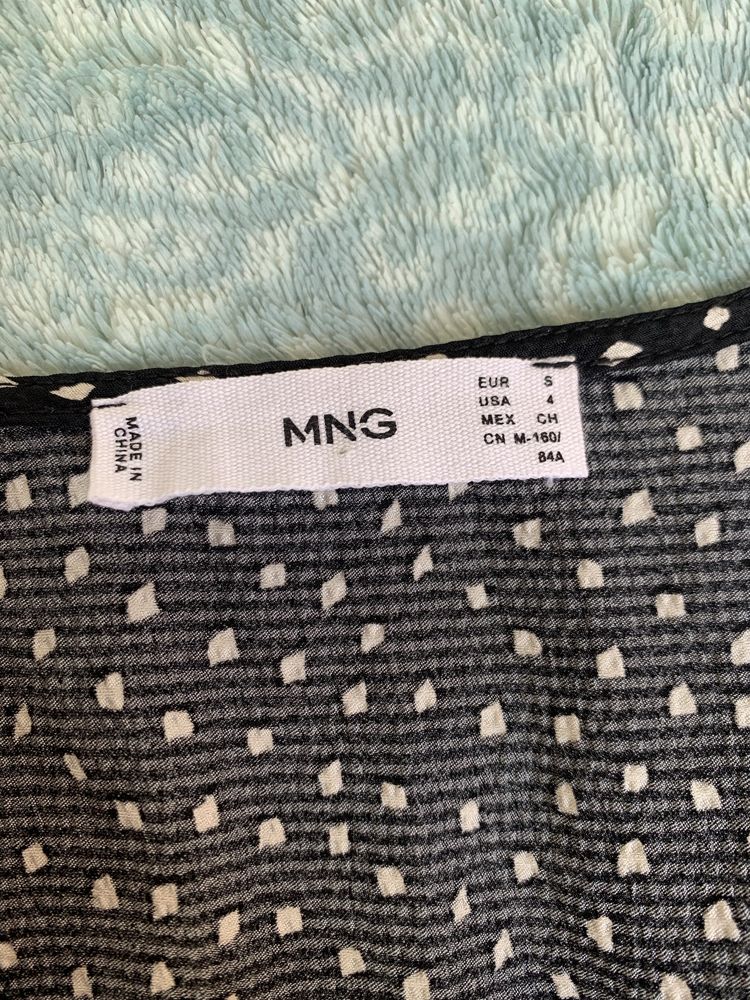 MADE IN
CHINA
MNG
EUR S
USA 4
MEX CH
CN M-160/
84A